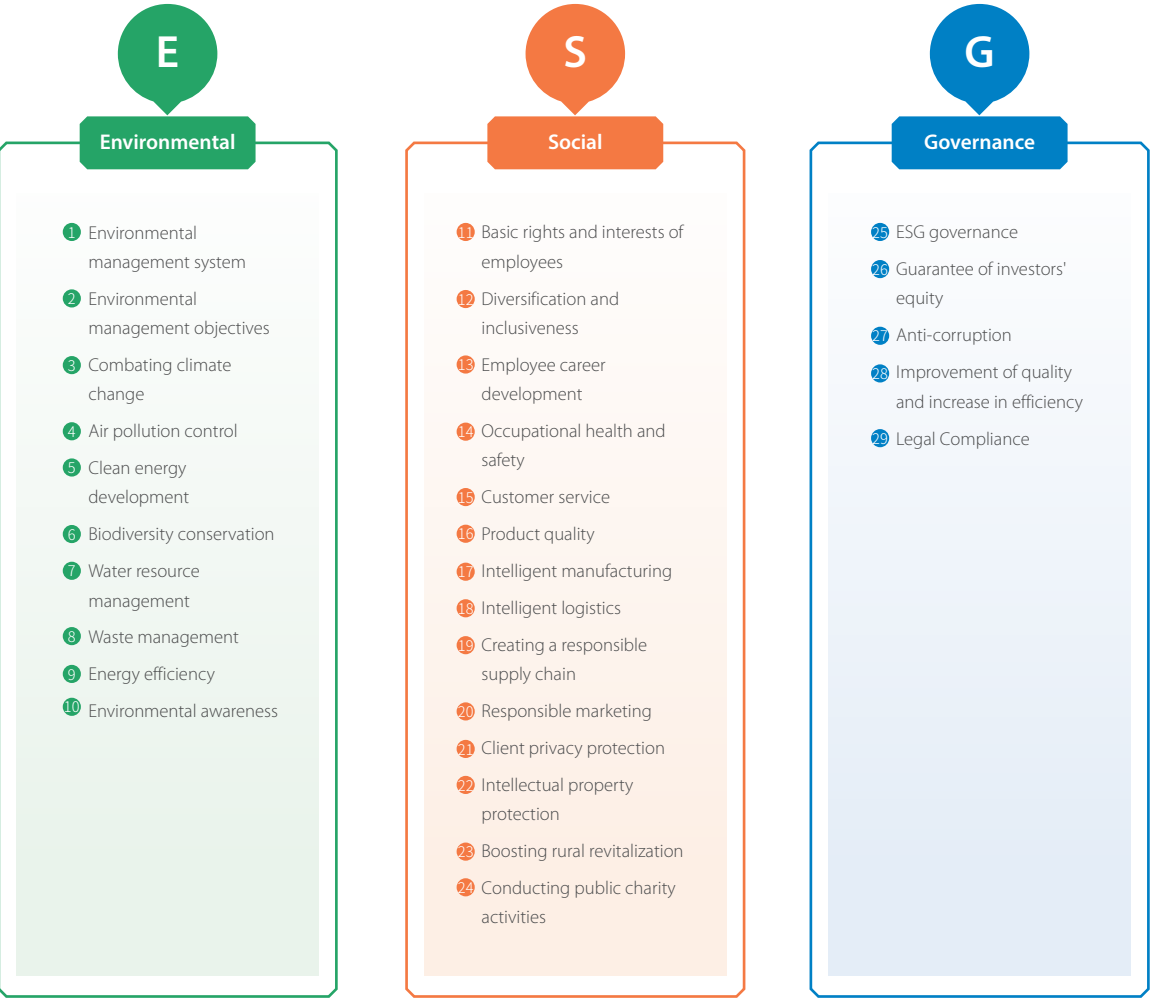 E
Environmental
1 Environmental
management system
2 Environmental
management objectives
3 Combating climate
change
4 Air pollution control
5 Clean energy
development
6 Biodiversity conservation
7 Water resource
management
8 Waste management
9 Energy efficiency
10 Environmental awareness
S
Social
11 Basic rights and interests of
employees
12 Diversification and
inclusiveness
13 Employee career
development
14 Occupational health and
safety
15 Customer service
16 Product quality
17 Intelligent manufacturing
18 Intelligent logistics
19 Creating a responsible
supply chain
20 Responsible marketing
21 Client privacy protection
22 Intellectual property
protection
23 Boosting rural revitalization
24 Conducting public charity
activities
G
Governance
25 ESG governance
26 Guarantee of investors'
equity
27 Anti-corruption
28 Improvement of quality
and increase in efficiency
29 Legal Compliance